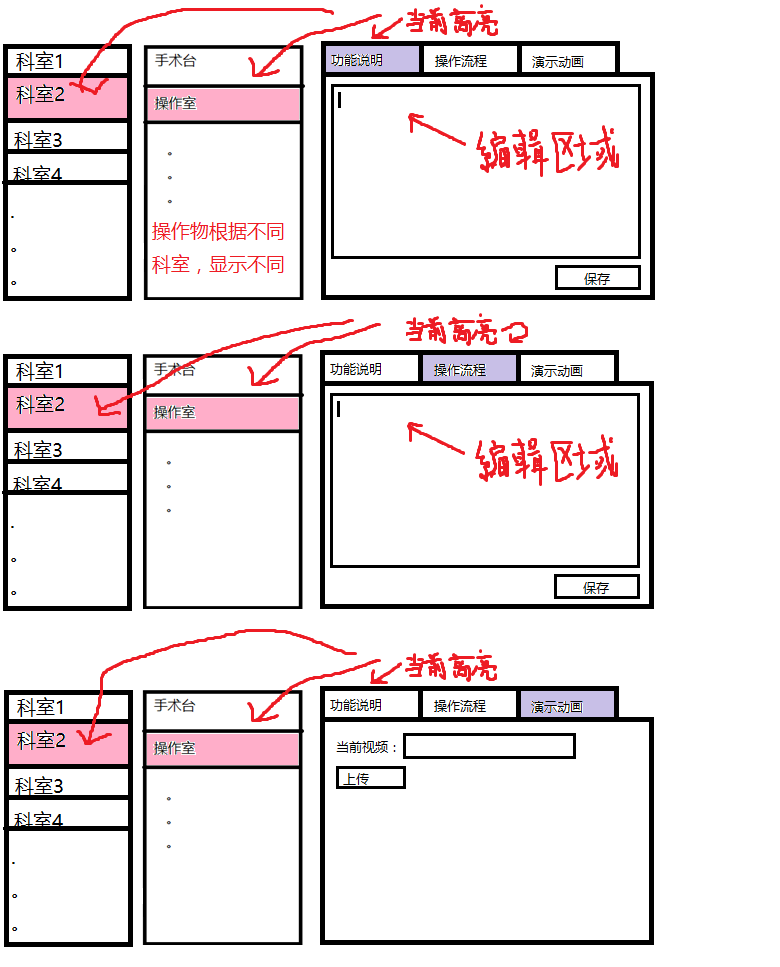 当前高亮
科室1
科室2
科室3
科室4
.
。
。
手术台
操作室
。
。
。
操作物根据不同
科室，显示不同
功能说明 操作流程 演示动画
编辑区域
保存
当前高亮
科室1
科室2
科室3
科室4
.
。
。
手术台
操作室
。
。
。
功能说明 操作流程 演示动画
编辑区域
保存
当前高亮
科室1
科室2
科室3
科室4
.
。
。
手术台
操作室
。
。
。
功能说明 操作流程 演示动画
当前视频：
上传